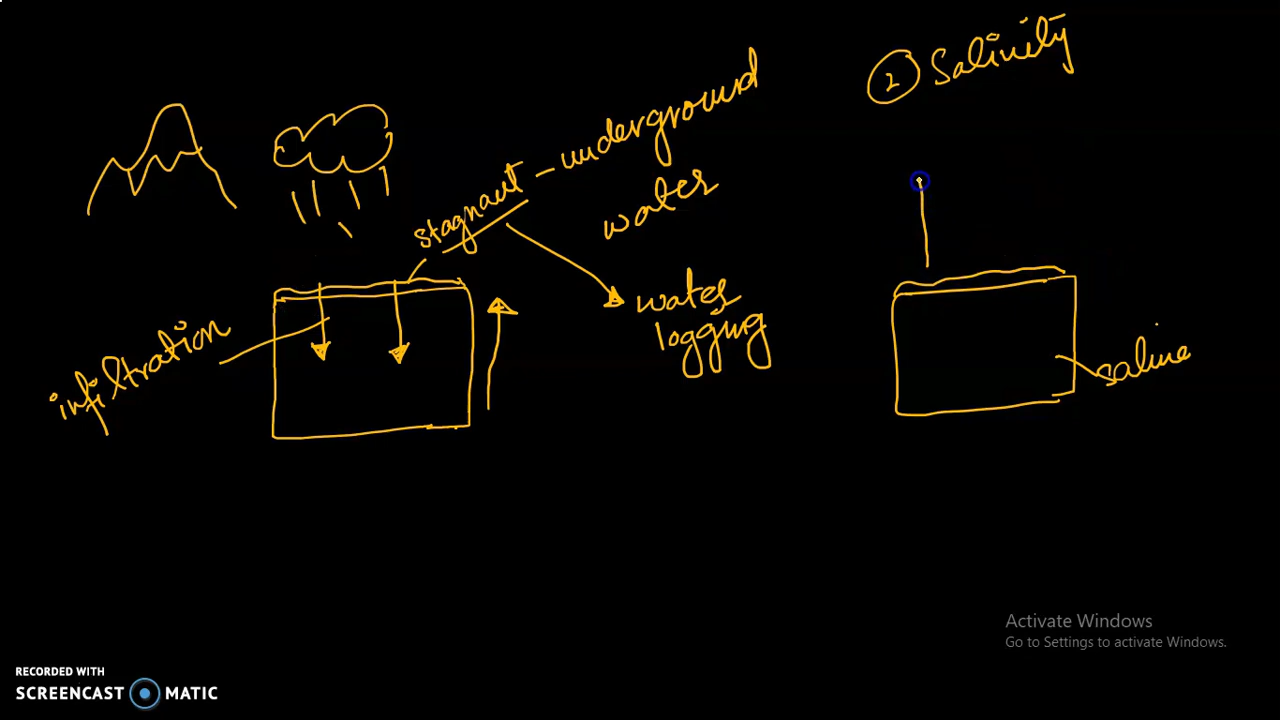 ② Salinity
stagnant - underground
water
water
logging
infiltration
saline
Activate Windows
Go to Settings to activate Windows.
RECORDED WITH
SCREENCAST MATIC